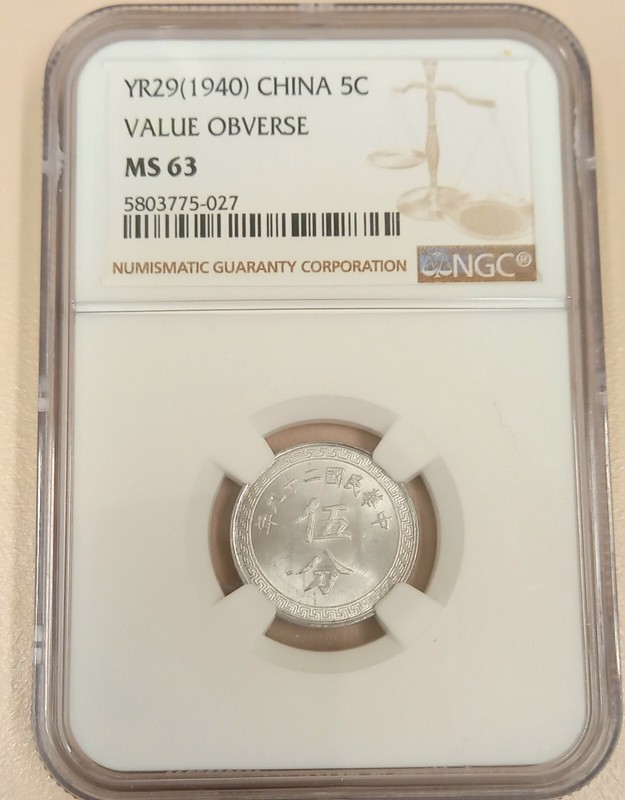 YR29(1940) CHINA 5C
VALUE OBVERSE
MS 63
5803775-027
NUMISMATIC GUARANTY CORPORATION
NGC®
中華民國二十九年
伍
分